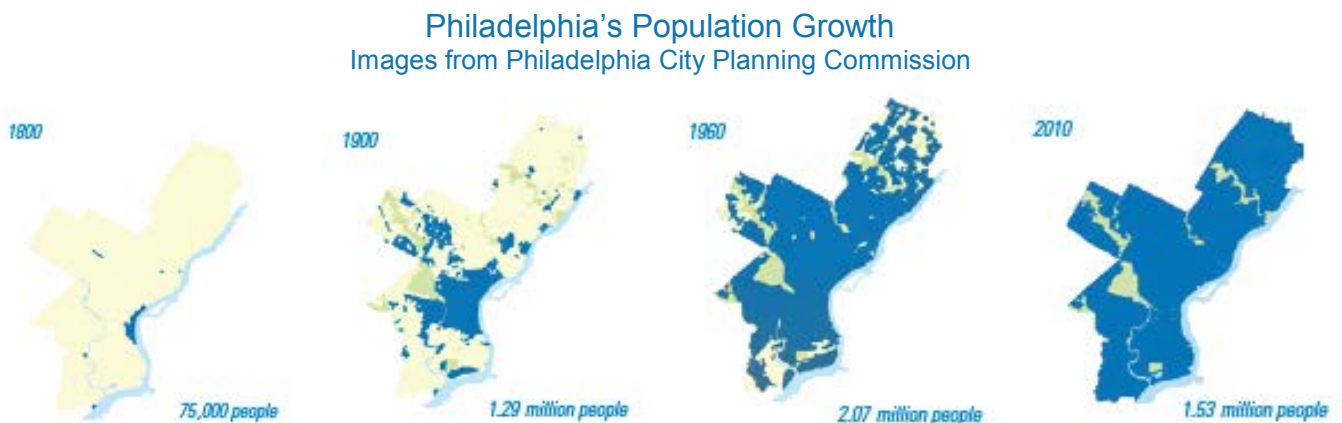 Philadelphia's Population Growth
Images from Philadelphia City Planning Commission
1800
75,000 people
1900
1.29 million people
1960
2.07 million people
2010
1.53 million people